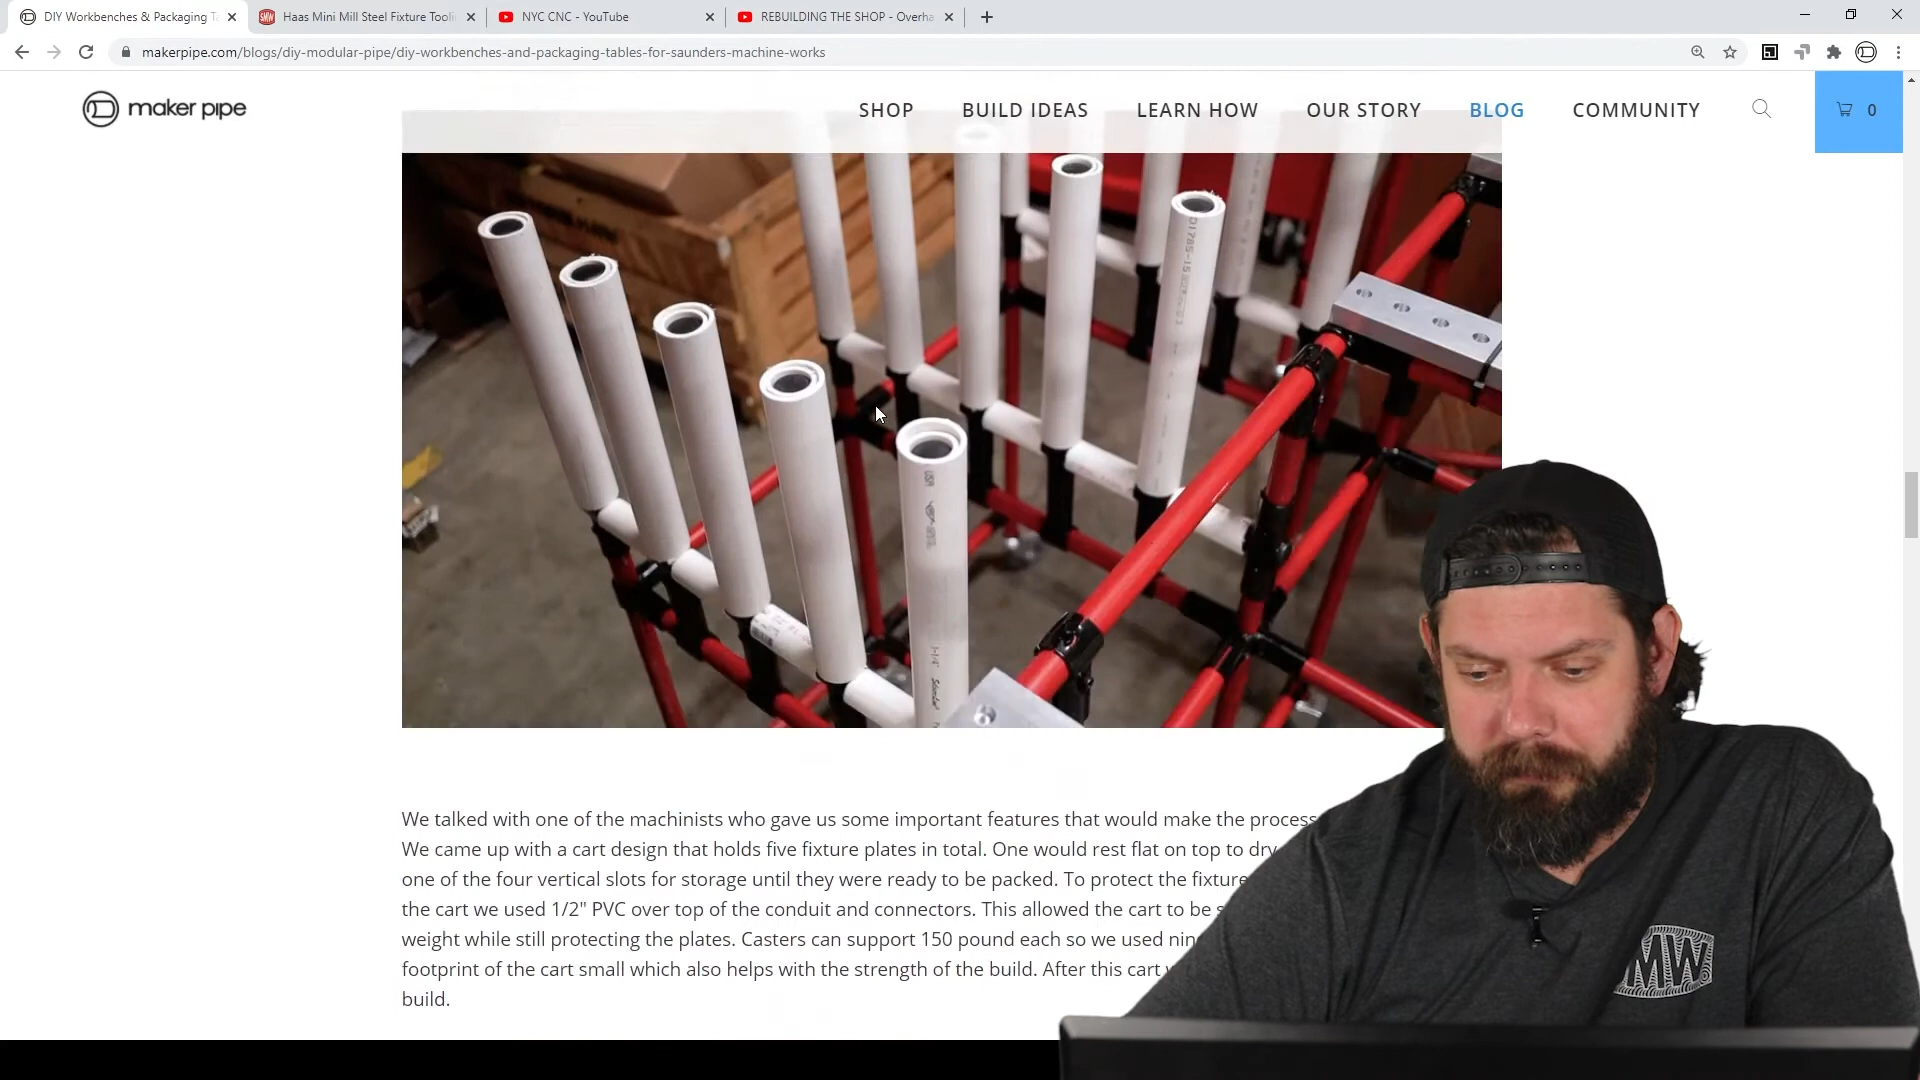 DIY Workbenches & Packaging Ta
Haas Mini Mill Steel Fixture Toolin
NYC CNC - YouTube
REBUILDING THE SHOP - Overha
makerpipe.com/blogs/diy-modular-pipe/diy-workbenches-and-packaging-tables-for-saunders-machine-works
maker pipe
SHOP
BUILD IDEAS
LEARN HOW
OUR STORY
BLOG
COMMUNITY
0
USA
1-1/4"
We talked with one of the machinists who gave us some important features that would make the process
We came up with a cart design that holds five fixture plates in total. One would rest flat on top to dry
one of the four vertical slots for storage until they were ready to be packed. To protect the fixture
the cart we used 1/2" PVC over top of the conduit and connectors. This allowed the cart to be s
weight while still protecting the plates. Casters can support 150 pound each so we used nin
footprint of the cart small which also helps with the strength of the build. After this cart w
build.
SMW